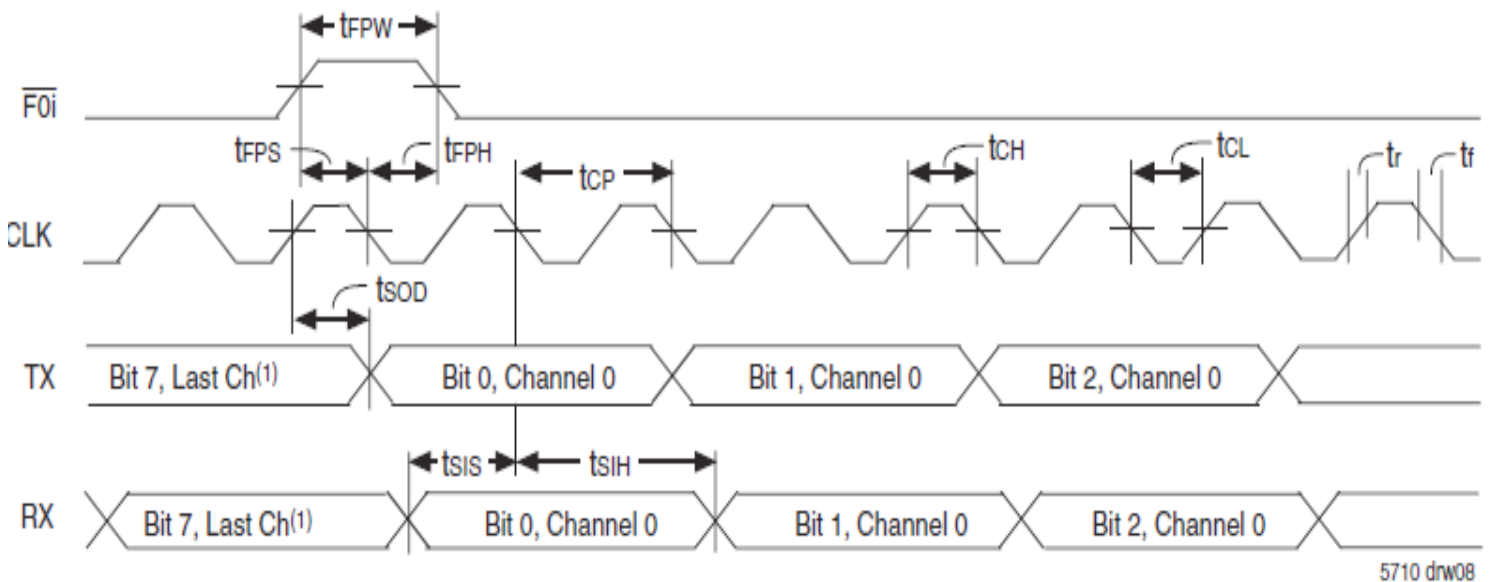 tFPW
F0i
tFPS
tFPH
tCH
tCL
tr
tf
tCP
CLK
tSOD
TX
Bit 7, Last Ch(1)
Bit 0, Channel 0
Bit 1, Channel 0
Bit 2, Channel 0
tSIS
tSIH
RX
Bit 7, Last Ch(1)
Bit 0, Channel 0
Bit 1, Channel 0
Bit 2, Channel 0
5710 drw08